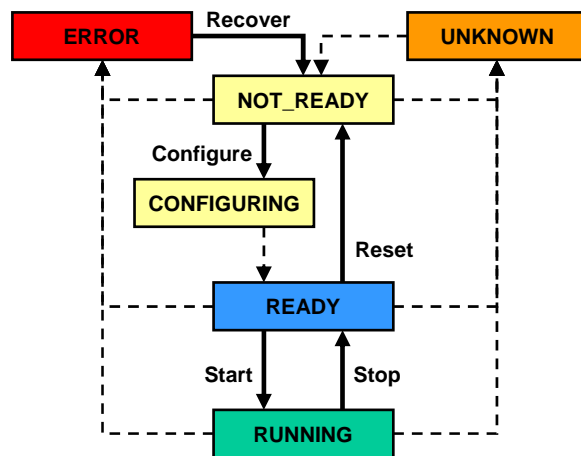 Recover
ERROR
UNKNOWN
NOT_READY
Configure
CONFIGURING
Reset
READY
Start
Stop
RUNNING